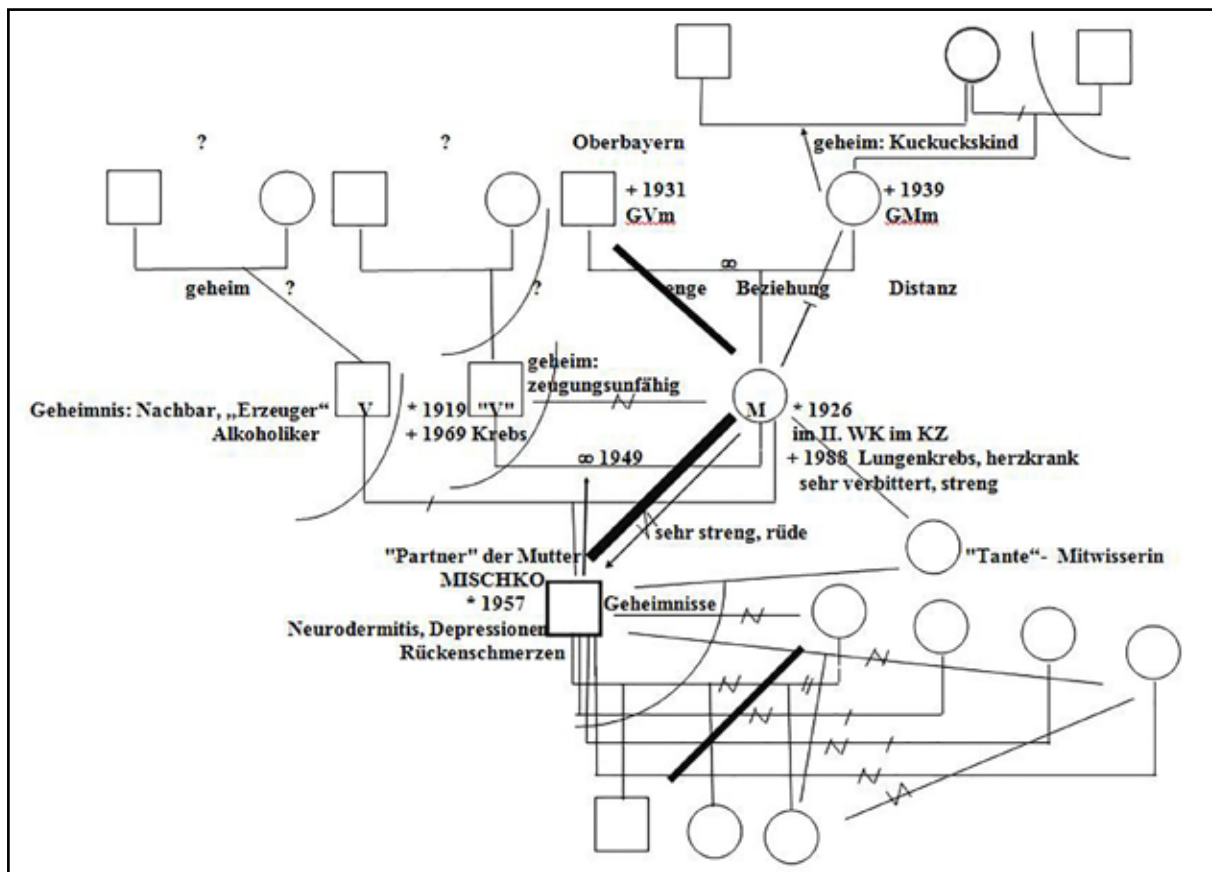 ?
?
Oberbayern
geheim: Kuckuckskind
+ 1931
GVm
+ 1939
GMm
∞
geheim
?
?
enge
Beziehung
Distanz
geheim:
zeugungsunfähig
Geheimnis: Nachbar, „Erzeuger“
Alkoholiker
V
* 1919
"V"
+ 1969 Krebs
M
* 1926
im II. WK im KZ
+ 1988 Lungenkrebs, herzkrank
sehr verbittert, streng
∞ 1949
sehr streng, rüde
"Partner" der Mutter
MISCHKO
* 1957
Neurodermitis, Depressionen
Rückenschmerzen
Geheimnisse
"Tante“- Mitwisserin